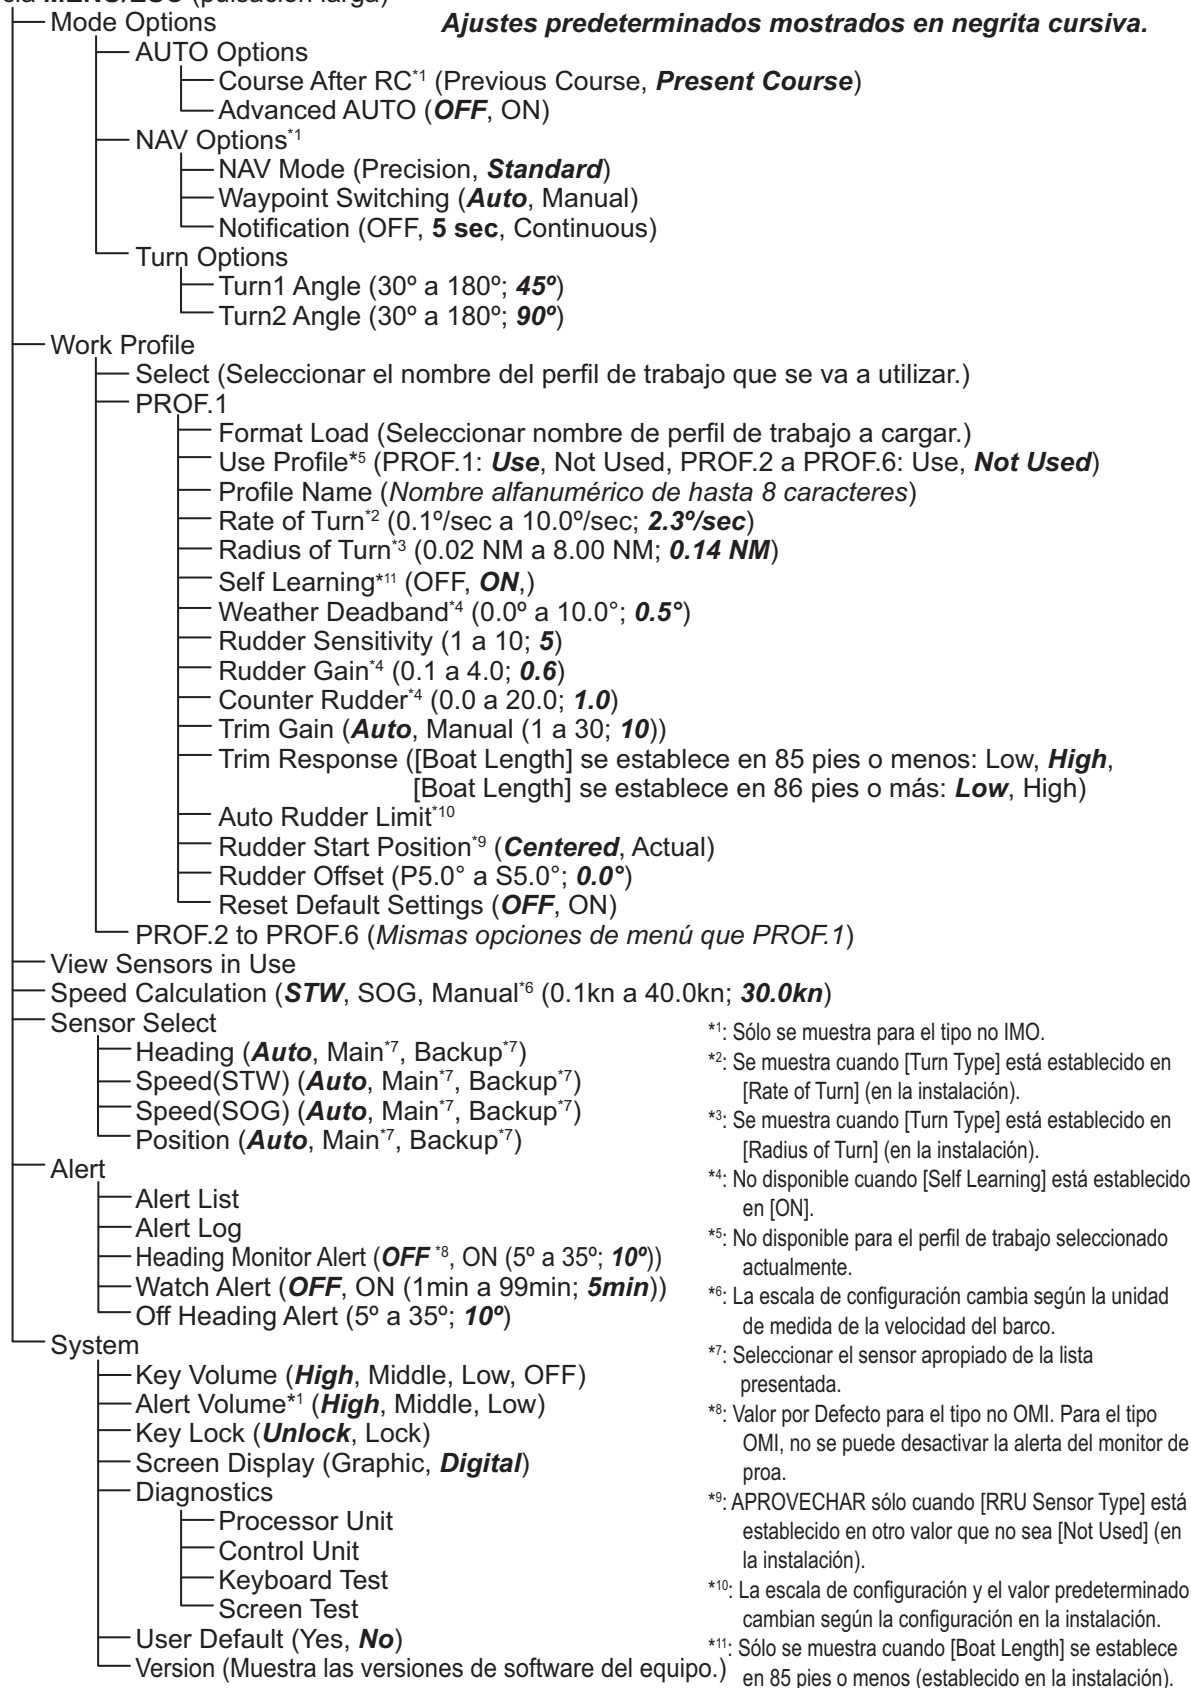 cla MENU/ESC (pulsación larga)
Mode Options
Ajustes predeterminados mostrados en negrita cursiva.
AUTO Options
Course After RC*1 (Previous Course, Present Course)
Advanced AUTO (OFF, ON)
NAV Options*1
NAV Mode (Precision, Standard)
Waypoint Switching (Auto, Manual)
Notification (OFF, 5 sec, Continuous)
Turn Options
Turn1 Angle (30º a 180º; 45º)
Turn2 Angle (30º a 180º; 90º)
Work Profile
Select (Seleccionar el nombre del perfil de trabajo que se va a utilizar.)
PROF.1
Format Load (Seleccionar nombre de perfil de trabajo a cargar.)
Use Profile*5 (PROF.1: Use, Not Used, PROF.2 a PROF.6: Use, Not Used)
Profile Name (Nombre alfanumérico de hasta 8 caracteres)
Rate of Turn*2 (0.1º/sec a 10.0º/sec; 2.3º/sec)
Radius of Turn*3 (0.02 NM a 8.00 NM; 0.14 NM)
Self Learning*11 (OFF, ON,)
Weather Deadband*4 (0.0º a 10.0°; 0.5°)
Rudder Sensitivity (1 a 10; 5)
Rudder Gain*4 (0.1 a 4.0; 0.6)
Counter Rudder*4 (0.0 a 20.0; 1.0)
Trim Gain (Auto, Manual (1 a 30; 10))
Trim Response ([Boat Length] se establece en 85 pies o menos: Low, High,
[Boat Length] se establece en 86 pies o más: Low, High)
Auto Rudder Limit*10
Rudder Start Position*9 (Centered, Actual)
Rudder Offset (P5.0° a S5.0°; 0.0°)
Reset Default Settings (OFF, ON)
PROF.2 to PROF.6 (Mismas opciones de menú que PROF.1)
View Sensors in Use
Speed Calculation (STW, SOG, Manual*6 (0.1kn a 40.0kn; 30.0kn)
Sensor Select
Heading (Auto, Main*7, Backup*7)
Speed(STW) (Auto, Main*7, Backup*7)
Speed(SOG) (Auto, Main*7, Backup*7)
Position (Auto, Main*7, Backup*7)
Alert
Alert List
Alert Log
Heading Monitor Alert (OFF *8, ON (5º a 35º; 10º))
Watch Alert (OFF, ON (1min a 99min; 5min))
Off Heading Alert (5º a 35º; 10º)
System
Key Volume (High, Middle, Low, OFF)
Alert Volume*1 (High, Middle, Low)
Key Lock (Unlock, Lock)
Screen Display (Graphic, Digital)
Diagnostics
Processor Unit
Control Unit
Keyboard Test
Screen Test
User Default (Yes, No)
Version (Muestra las versiones de software del equipo.)
*1: Sólo se muestra para el tipo no IMO.
*2: Se muestra cuando [Turn Type] está establecido en
[Rate of Turn] (en la instalación).
*3: Se muestra cuando [Turn Type] está establecido en
[Radius of Turn] (en la instalación).
*4: No disponible cuando [Self Learning] está establecido
en [ON].
*5: No disponible para el perfil de trabajo seleccionado
actualmente.
*6: La escala de configuración cambia según la unidad
de medida de la velocidad del barco.
*7: Seleccionar el sensor apropiado de la lista
presentada.
*8: Valor por Defecto para el tipo no OMI. Para el tipo
OMI, no se puede desactivar la alerta del monitor de
proa.
*9: APROVECHAR sólo cuando [RRU Sensor Type] está
establecido en otro valor que no sea [Not Used] (en
la instalación).
*10: La escala de configuración y el valor predeterminado
cambian según la configuración en la instalación.
*11: Sólo se muestra cuando [Boat Length] se establece
en 85 pies o menos (establecido en la instalación).